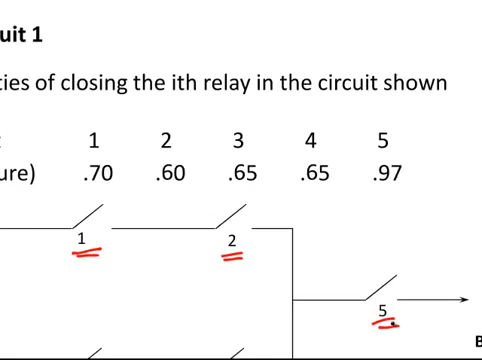 uit 1
ties of closing the ith relay in the circuit shown
1 2 3 4 5
ure) .70 .60 .65 .65 .97
1 2
5
B